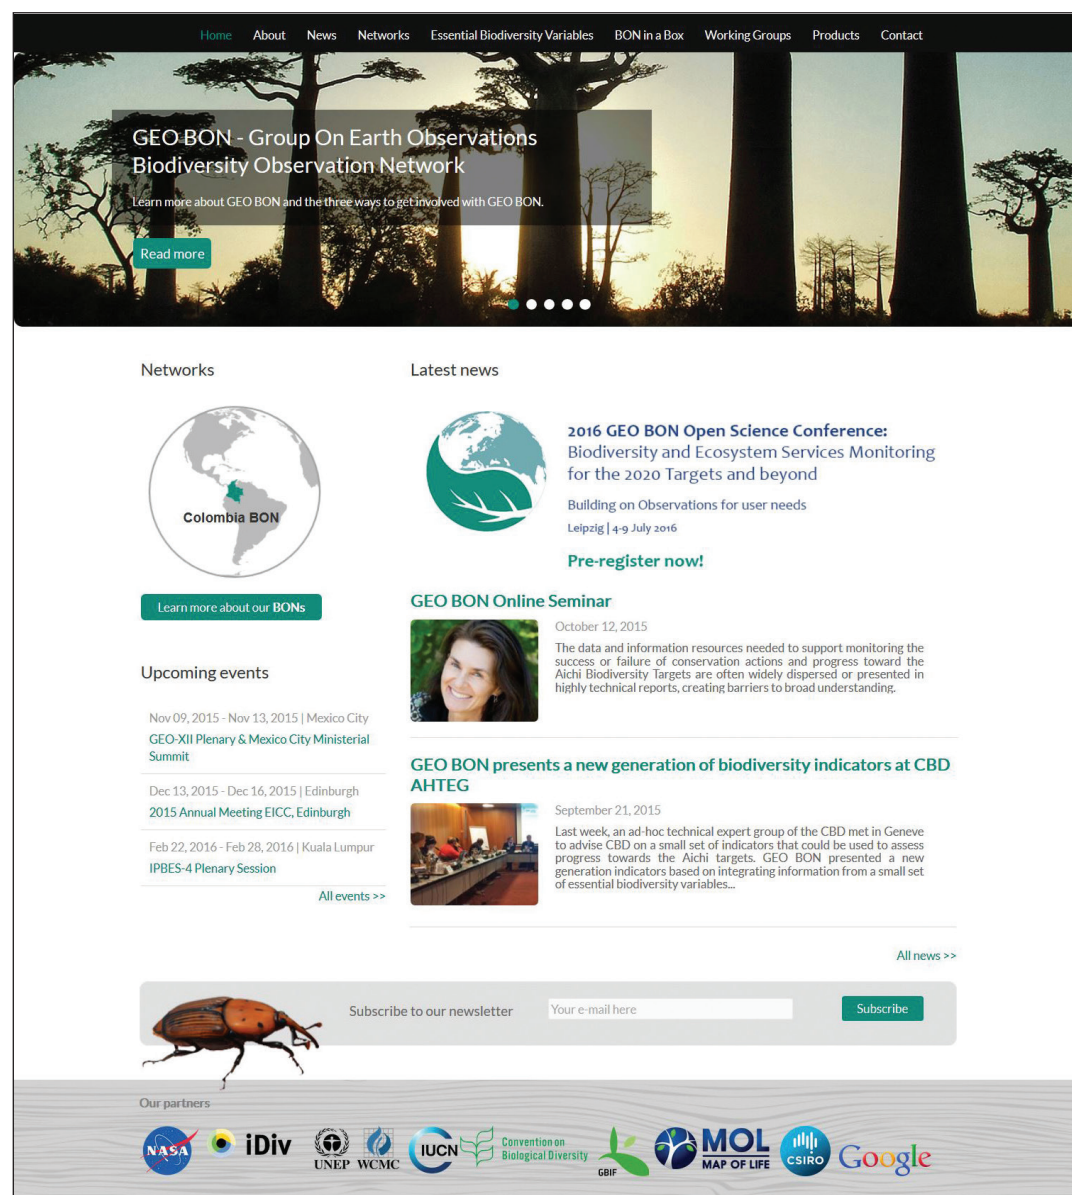 Home About News Networks Essential Biodiversity Variables BON in a Box Working Groups Products Contact
GEO BON - Group On Earth Observations
Biodiversity Observation Network
Learn more about GEO BON and the three ways to get involved with GEO BON.
Read more
Networks
Colombia BON
Learn more about our BONs
Upcoming events
Nov 09, 2015 - Nov 13, 2015 | Mexico City
GEO-XII Plenary & Mexico City Ministerial
Summit
Dec 13, 2015 - Dec 16, 2015 | Edinburgh
2015 Annual Meeting EICC, Edinburgh
Feb 22, 2016 - Feb 28, 2016 | Kuala Lumpur
IPBES-4 Plenary Session
All events >>
Latest news
2016 GEO BON Open Science Conference:
Biodiversity and Ecosystem Services Monitoring
for the 2020 Targets and beyond
Building on Observations for user needs
Leipzig | 4-9 July 2016
Pre-register now!
GEO BON Online Seminar
October 12, 2015
The data and information resources needed to support monitoring the
success or failure of conservation actions and progress toward the
Aichi Biodiversity Targets are often widely dispersed or presented in
highly technical reports, creating barriers to broad understanding.
GEO BON presents a new generation of biodiversity indicators at CBD
AHTEG
September 21, 2015
Last week, an ad-hoc technical expert group of the CBD met in Geneve
to advise CBD on a small set of indicators that could be used to assess
progress towards the Aichi targets. GEO BON presented a new
generation indicators based on integrating information from a small set
of essential biodiversity variables...
All news >>
Subscribe to our newsletter
Your e-mail here
Subscribe
Our partners
NASA
iDiv
UNEP WCMC
IUCN
Convention on
Biological Diversity
GBIF
MOL
MAP OF LIFE
CSIRO
Google